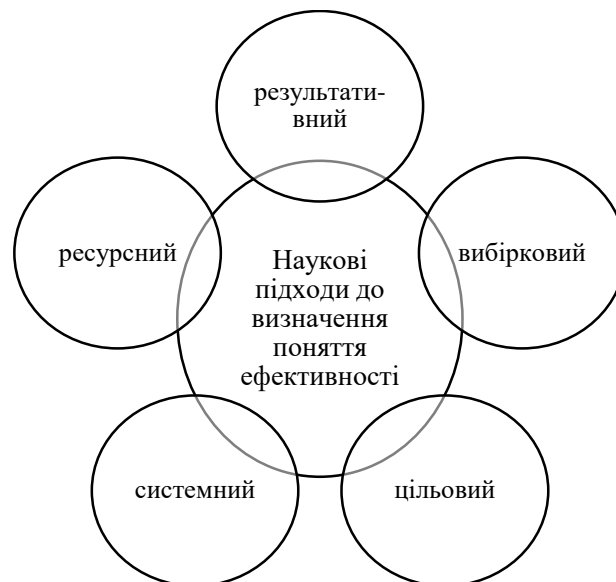 результати-
вний
ресурсний
Наукові
підходи до
визначення
поняття
ефективності
вибірковий
системний
цільовий